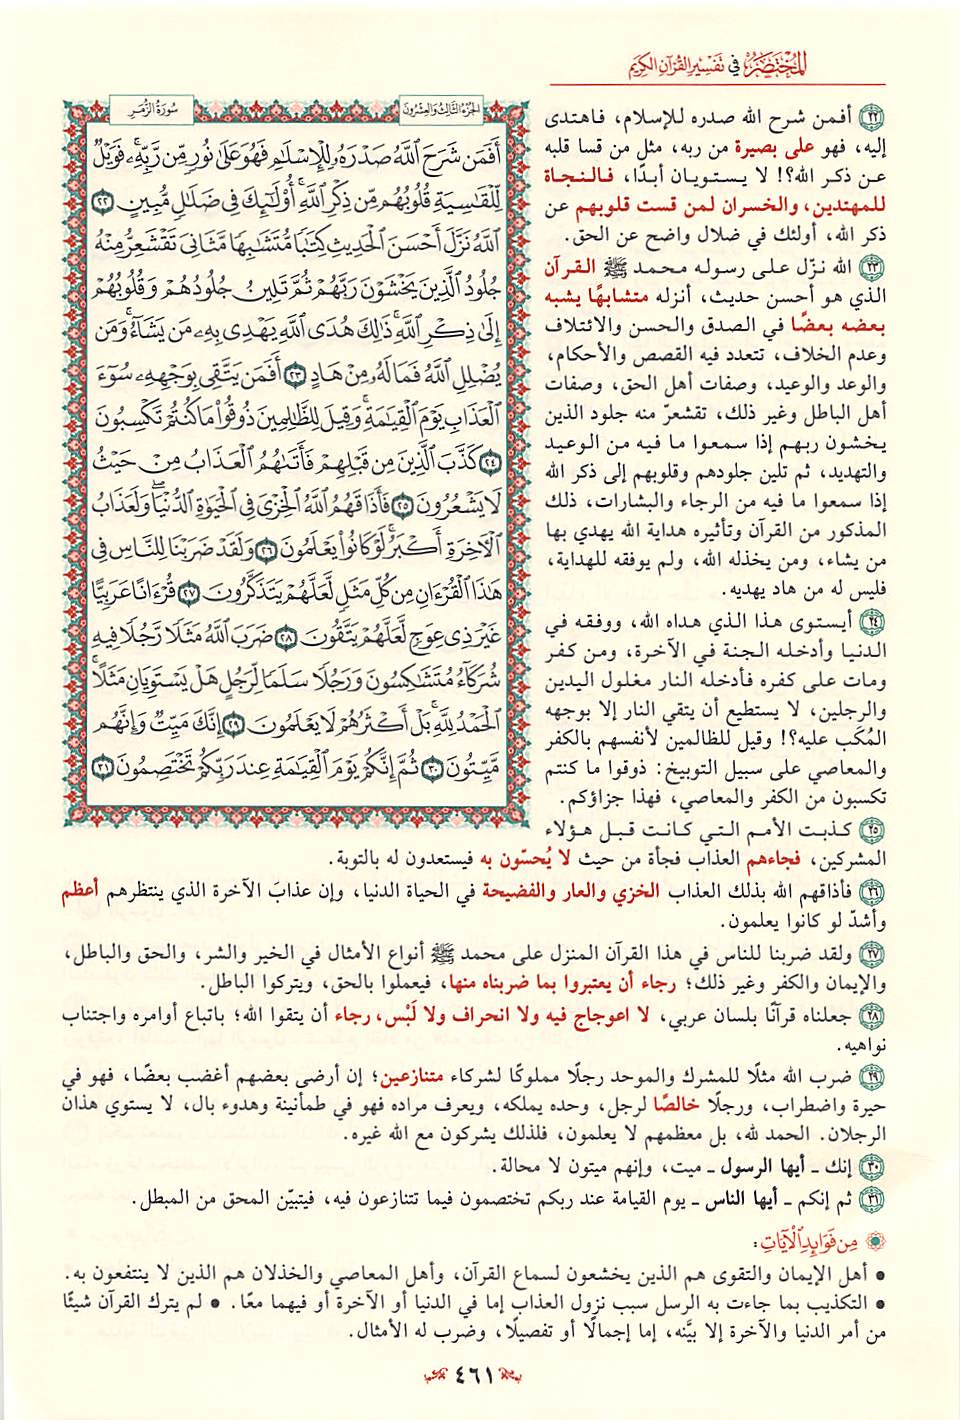 المختصر في تفسير القرآن الكريم
الجزء الثالث والعشرون
سورة الزمر
أَفَمَن شَرَحَ ٱللَّهُ صَدْرَهُۥ لِلْإِسْلَٰمِ فَهُوَ عَلَىٰ نُورٍ مِّن رَّبِّهِۦۚ فَوَيْلٌ
لِّلْقَٰسِيَةِ قُلُوبُهُم مِّن ذِكْرِ ٱللَّهِۚ أُوْلَٰٓئِكَ فِى ضَلَٰلٍ مُّبِينٍ ٢٢
ٱللَّهُ نَزَّلَ أَحْسَنَ ٱلْحَدِيثِ كِتَٰبًا مُّتَشَٰبِهًا مَّثَانِىَ تَقْشَعِرُّ مِنْهُ
جُلُودُ ٱلَّذِينَ يَخْشَوْنَ رَبَّهُمْ ثُمَّ تَلِينُ جُلُودُهُمْ وَقُلُوبُهُمْ
إِلَىٰ ذِكْرِ ٱللَّهِۚ ذَٰلِكَ هُدَى ٱللَّهِ يَهْدِى بِهِۦ مَن يَشَآءُۚ وَمَن
يُضْلِلِ ٱللَّهُ فَمَا لَهُۥ مِنْ هَادٍ ٢٣ أَفَمَن يَتَّقِى بِوَجْهِهِۦ سُوٓءَ
ٱلْعَذَابِ يَوْمَ ٱلْقِيَٰمَةِۚ وَقِيلَ لِلظَّٰلِمِينَ ذُوقُوا۟ مَا كُنتُمْ تَكْسِبُونَ
٢٤ كَذَّبَ ٱلَّذِينَ مِن قَبْلِهِمْ فَأَتَىٰهُمُ ٱلْعَذَابُ مِنْ حَيْثُ
لَا يَشْعُرُونَ ٢٥ فَأَذَاقَهُمُ ٱللَّهُ ٱلْخِزْىَ فِى ٱلْحَيَوٰةِ ٱلدُّنْيَاۖ وَلَعَذَابُ
ٱلْءَاخِرَةِ أَكْبَرُۚ لَوْ كَانُوا۟ يَعْلَمُونَ ٢٦ وَلَقَدْ ضَرَبْنَا لِلنَّاسِ فِى
هَٰذَا ٱلْقُرْءَانِ مِن كُلِّ مَثَلٍ لَّعَلَّهُمْ يَتَذَكَّرُونَ ٢٧ قُرْءَانًا عَرَبِيًّا
غَيْرَ ذِى عِوَجٍ لَّعَلَّهُمْ يَتَّقُونَ ٢٨ ضَرَبَ ٱللَّهُ مَثَلًا رَّجُلًا فِيهِ
شُرَكَآءُ مُتَشَٰكِسُونَ وَرَجُلًا سَلَمًا لِّرَجُلٍ هَلْ يَسْتَوِيَانِ مَثَلًاۚ
ٱلْحَمْدُ لِلَّهِۚ بَلْ أَكْثَرُهُمْ لَا يَعْلَمُونَ ٢٩ إِنَّكَ مَيِّتٌ وَإِنَّهُم
مَّيِّتُونَ ٣٠ ثُمَّ إِنَّكُمْ يَوْمَ ٱلْقِيَٰمَةِ عِندَ رَبِّكُمْ تَخْتَصِمُونَ ٣١
٢٢ أفمن شرح الله صدره للإسلام، فاهتدى
إليه، فهو على بصيرة من ربه، مثل من قسا قلبه
عن ذكر الله؟! لا يستويان أبدًا، فالنجاة
للمهتدين، والخسران لمن قست قلوبهم عن
ذكر الله، أولئك في ضلال واضح عن الحق.
٢٣ الله نزّل على رسوله محمد ﷺ القرآن
الذي هو أحسن حديث، أنزله متشابهًا يشبه
بعضه بعضًا في الصدق والحسن والائتلاف
وعدم الخلاف، تتعدد فيه القصص والأحكام،
والوعد والوعيد، وصفات أهل الحق، وصفات
أهل الباطل وغير ذلك، تقشعرّ منه جلود الذين
يخشون ربهم إذا سمعوا ما فيه من الوعيد
والتهديد، ثم تلين جلودهم وقلوبهم إلى ذكر الله
إذا سمعوا ما فيه من الرجاء والبشارات، ذلك
المذكور من القرآن وتأثيره هداية الله يهدي بها
من يشاء، ومن يخذله الله، ولم يوفقه للهداية،
فليس له من هاد يهديه.
٢٤ أيستوى هذا الذي هداه الله، ووفقه في
الدنيا وأدخله الجنة في الآخرة، ومن كفر
ومات على كفره فأدخله النار مغلول اليدين
والرجلين، لا يستطيع أن يتقي النار إلا بوجهه
المُكَب عليه؟! وقيل للظالمين لأنفسهم بالكفر
والمعاصي على سبيل التوبيخ: ذوقوا ما كنتم
تكسبون من الكفر والمعاصي، فهذا جزاؤكم.
٢٥ كذبت الأمم التي كانت قبل هؤلاء
المشركين، فجاءهم العذاب فجأة من حيث لا يُحسّون به فيستعدون له بالتوبة.
٢٦ فأذاقهم الله بذلك العذاب الخزي والعار والفضيحة في الحياة الدنيا، وإن عذابَ الآخرة الذي ينتظرهم أعظم
وأشدّ لو كانوا يعلمون.
٢٧ ولقد ضربنا للناس في هذا القرآن المنزل على محمد ﷺ أنواع الأمثال في الخير والشر، والحق والباطل،
والإيمان والكفر وغير ذلك؛ رجاء أن يعتبروا بما ضربناه منها، فيعملوا بالحق، ويتركوا الباطل.
٢٨ جعلناه قرآنًا بلسان عربي، لا اعوجاج فيه ولا انحراف ولا لَبْس، رجاء أن يتقوا الله؛ باتباع أوامره واجتناب
نواهيه.
٢٩ ضرب الله مثلًا للمشرك والموحد رجلًا مملوكًا لشركاء متنازعين؛ إن أرضى بعضهم أغضب بعضًا، فهو في
حيرة واضطراب، ورجلًا خالصًا لرجل، وحده يملكه، ويعرف مراده فهو في طمأنينة وهدوء بال، لا يستوي هذان
الرجلان. الحمد لله، بل معظمهم لا يعلمون، فلذلك يشركون مع الله غيره.
٣٠ إنك ـ أيها الرسول ـ ميت، وإنهم ميتون لا محالة.
٣١ ثم إنكم ـ أيها الناس ـ يوم القيامة عند ربكم تختصمون فيما تتنازعون فيه، فيتبيّن المحق من المبطل.
من فوائد الآيات:
• أهل الإيمان والتقوى هم الذين يخشعون لسماع القرآن، وأهل المعاصي والخذلان هم الذين لا ينتفعون به.
• التكذيب بما جاءت به الرسل سبب نزول العذاب إما في الدنيا أو الآخرة أو فيهما معًا. • لم يترك القرآن شيئًا
من أمر الدنيا والآخرة إلا بيَّنه، إما إجمالًا أو تفصيلًا، وضرب له الأمثال.
٤٦١